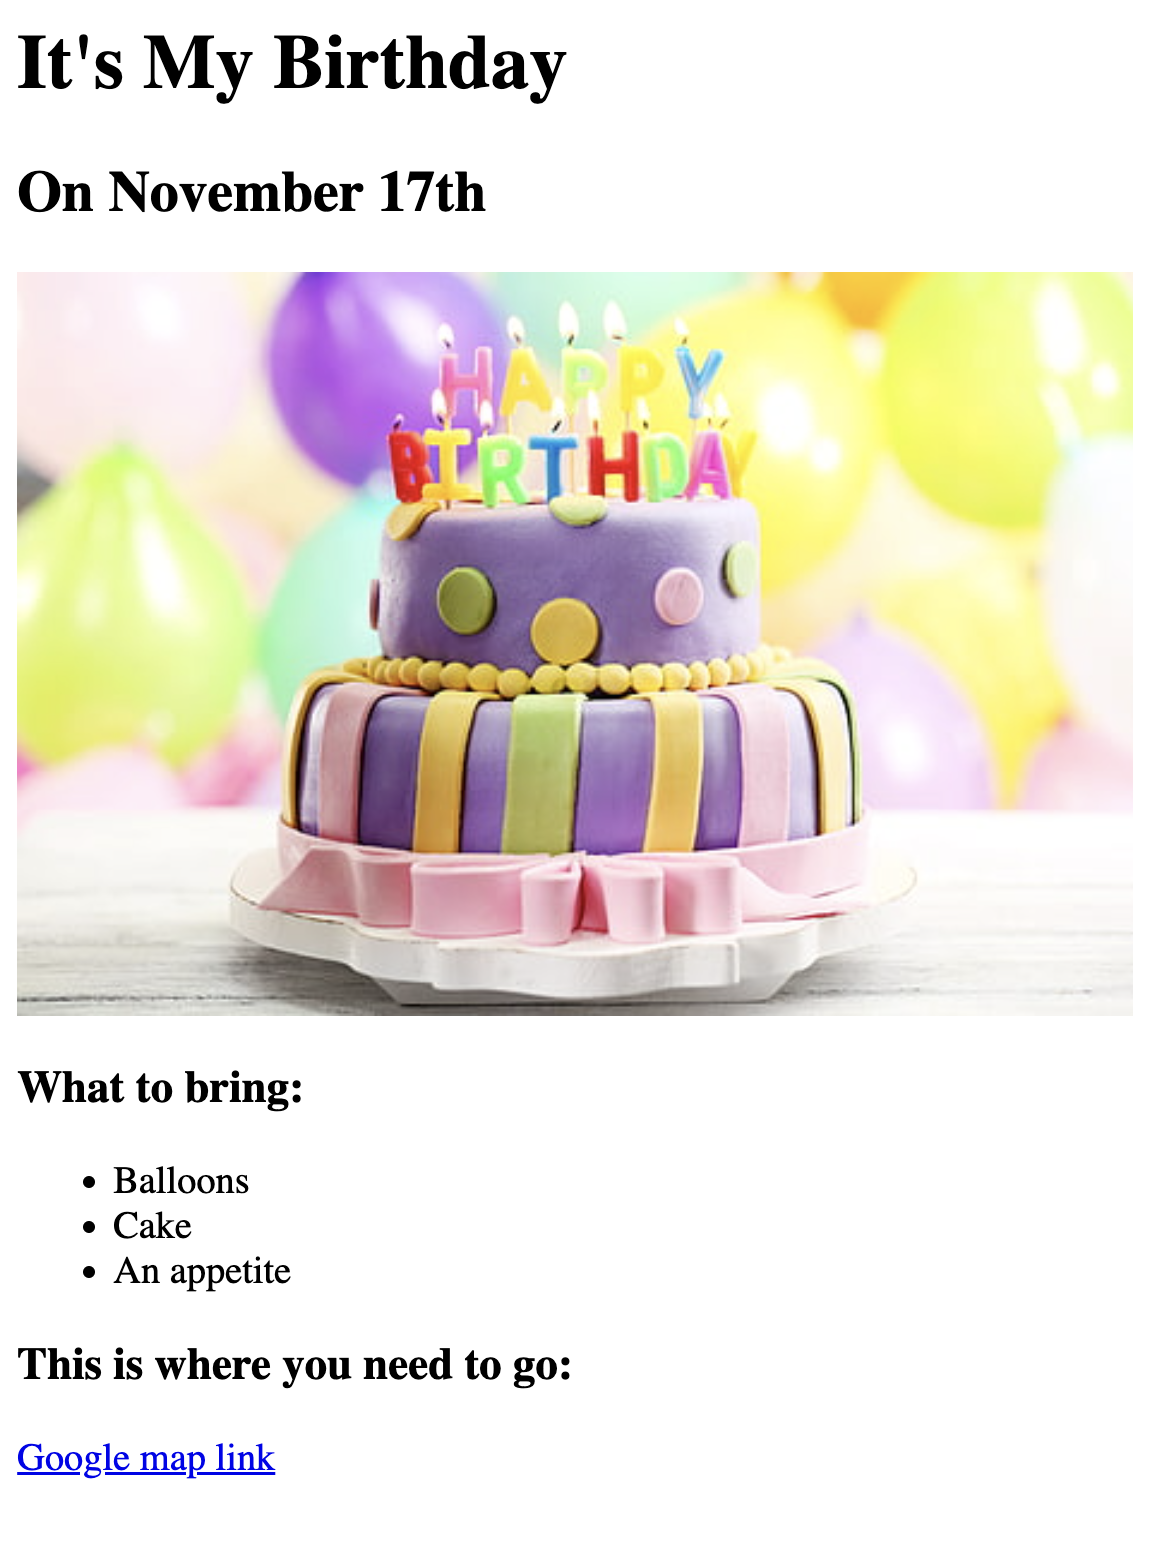 It's My Birthday
On November 17th
HAPPY
BIRTHDAY
What to bring:
Balloons
Cake
An appetite
This is where you need to go:
Google map link